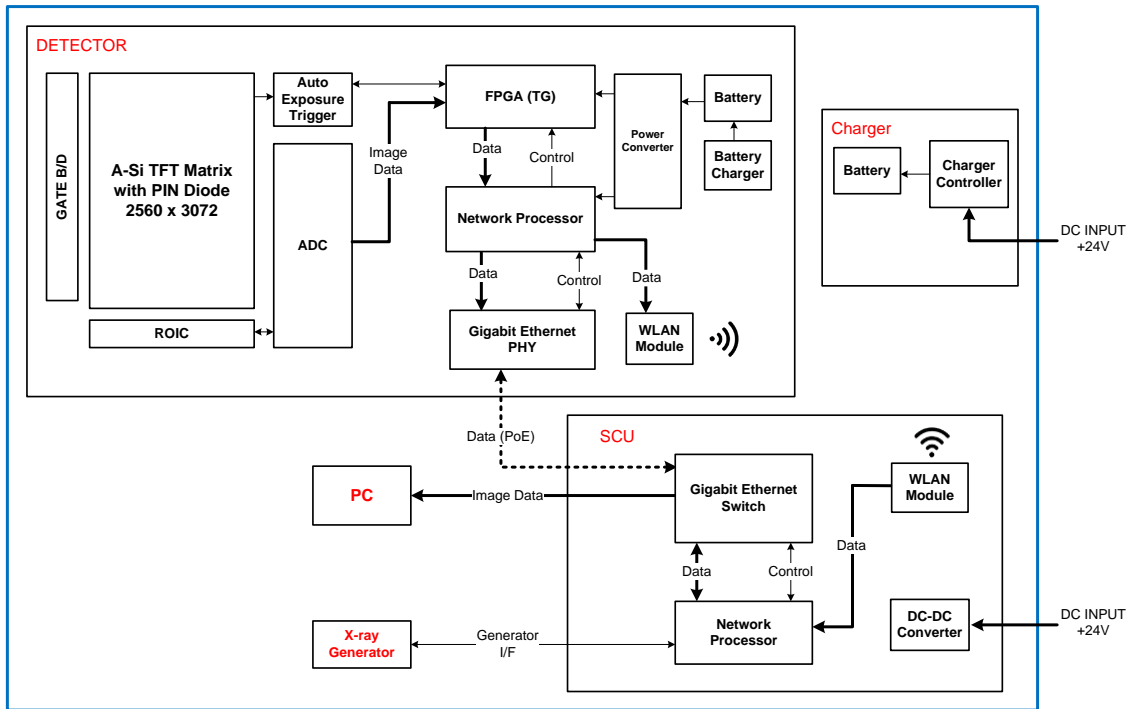 DETECTOR
GATE B/D
A-Si TFT Matrix
with PIN Diode
2560 x 3072
ROIC
Auto
Exposure
Trigger
ADC
Image
Data
FPGA (TG)
Data
Control
Network Processor
Data
Control
Data
Gigabit Ethernet
PHY
WLAN
Module
Power
Converter
Battery
Battery
Charger
Charger
Battery
Charger
Controller
DC INPUT
+24V
Data (PoE)
SCU
PC
Image Data
Gigabit Ethernet
Switch
WLAN
Module
Data
Control
Data
X-ray
Generator
Generator
I/F
Network
Processor
DC-DC
Converter
DC INPUT
+24V